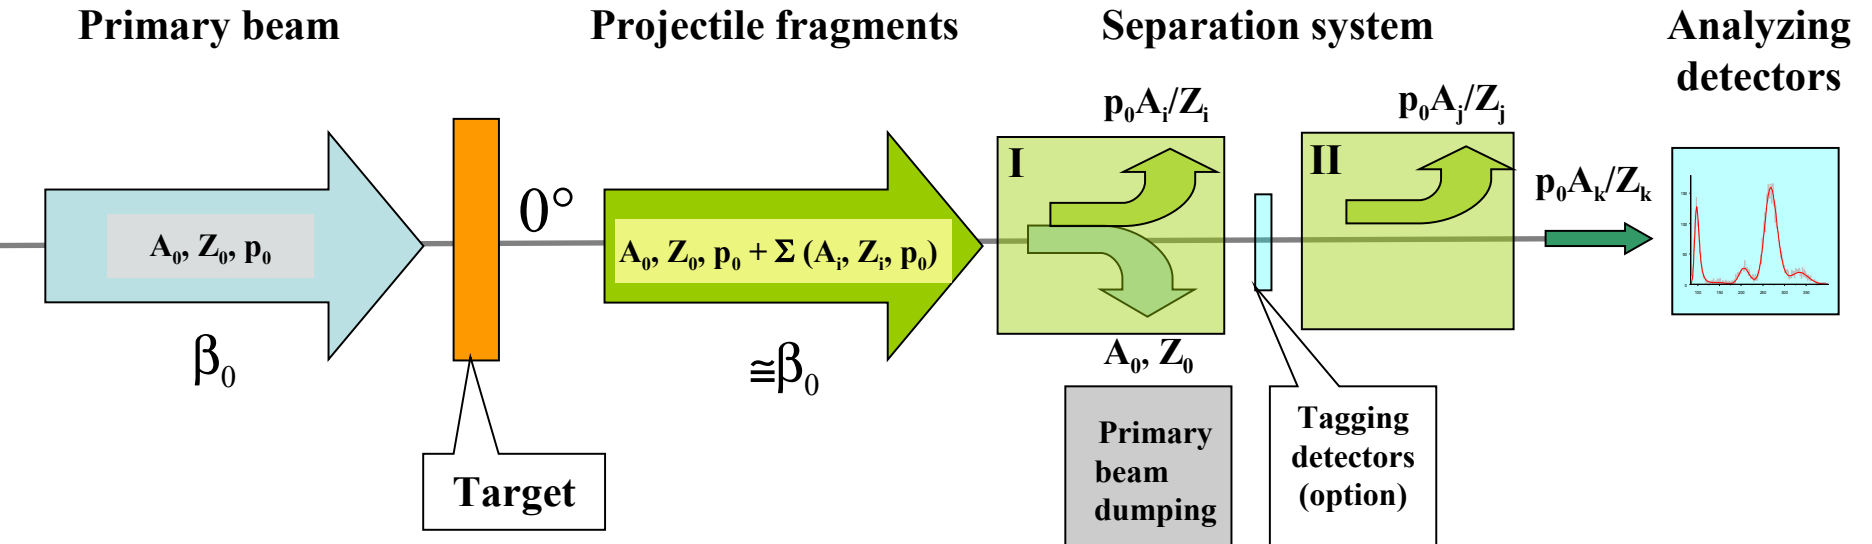 Primary beam
Projectile fragments
Separation system
Analyzing
detectors
p₀Aᵢ/Zᵢ
p₀Aⱼ/Zⱼ
I
II
p₀Aₖ/Zₖ
0°
A₀, Z₀, p₀
A₀, Z₀, p₀ + Σ (Aᵢ, Zᵢ, p₀)
β₀
≅β₀
A₀, Z₀
Target
Primary
beam
dumping
Tagging
detectors
(option)